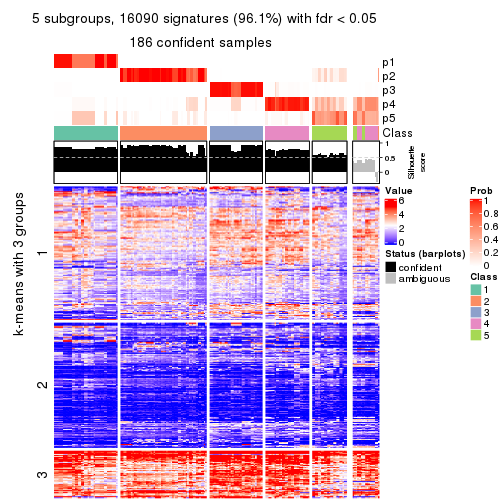 5 subgroups, 16090 signatures (96.1%) with fdr < 0.05
186 confident samples
p1
p2
p3
p4
p5
Class
1
0.5
0
Silhouette
score
k-means with 3 groups
1
2
3
Value
6
4
2
0
Status (barplots)
confident
ambiguous
Prob
1
0.8
0.6
0.4
0.2
0
Class
1
2
3
4
5